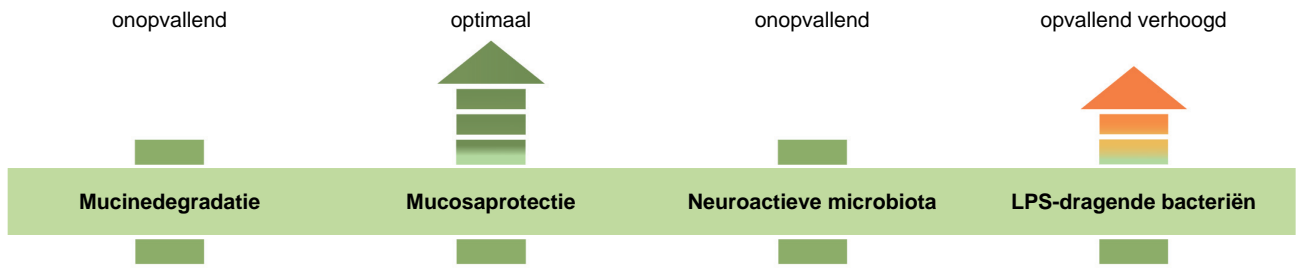 onopvallend
optimaal
onopvallend
opvallend verhoogd
Mucinedegradatie
Mucosaprotectie
Neuroactieve microbiota
LPS-dragende bacteriën